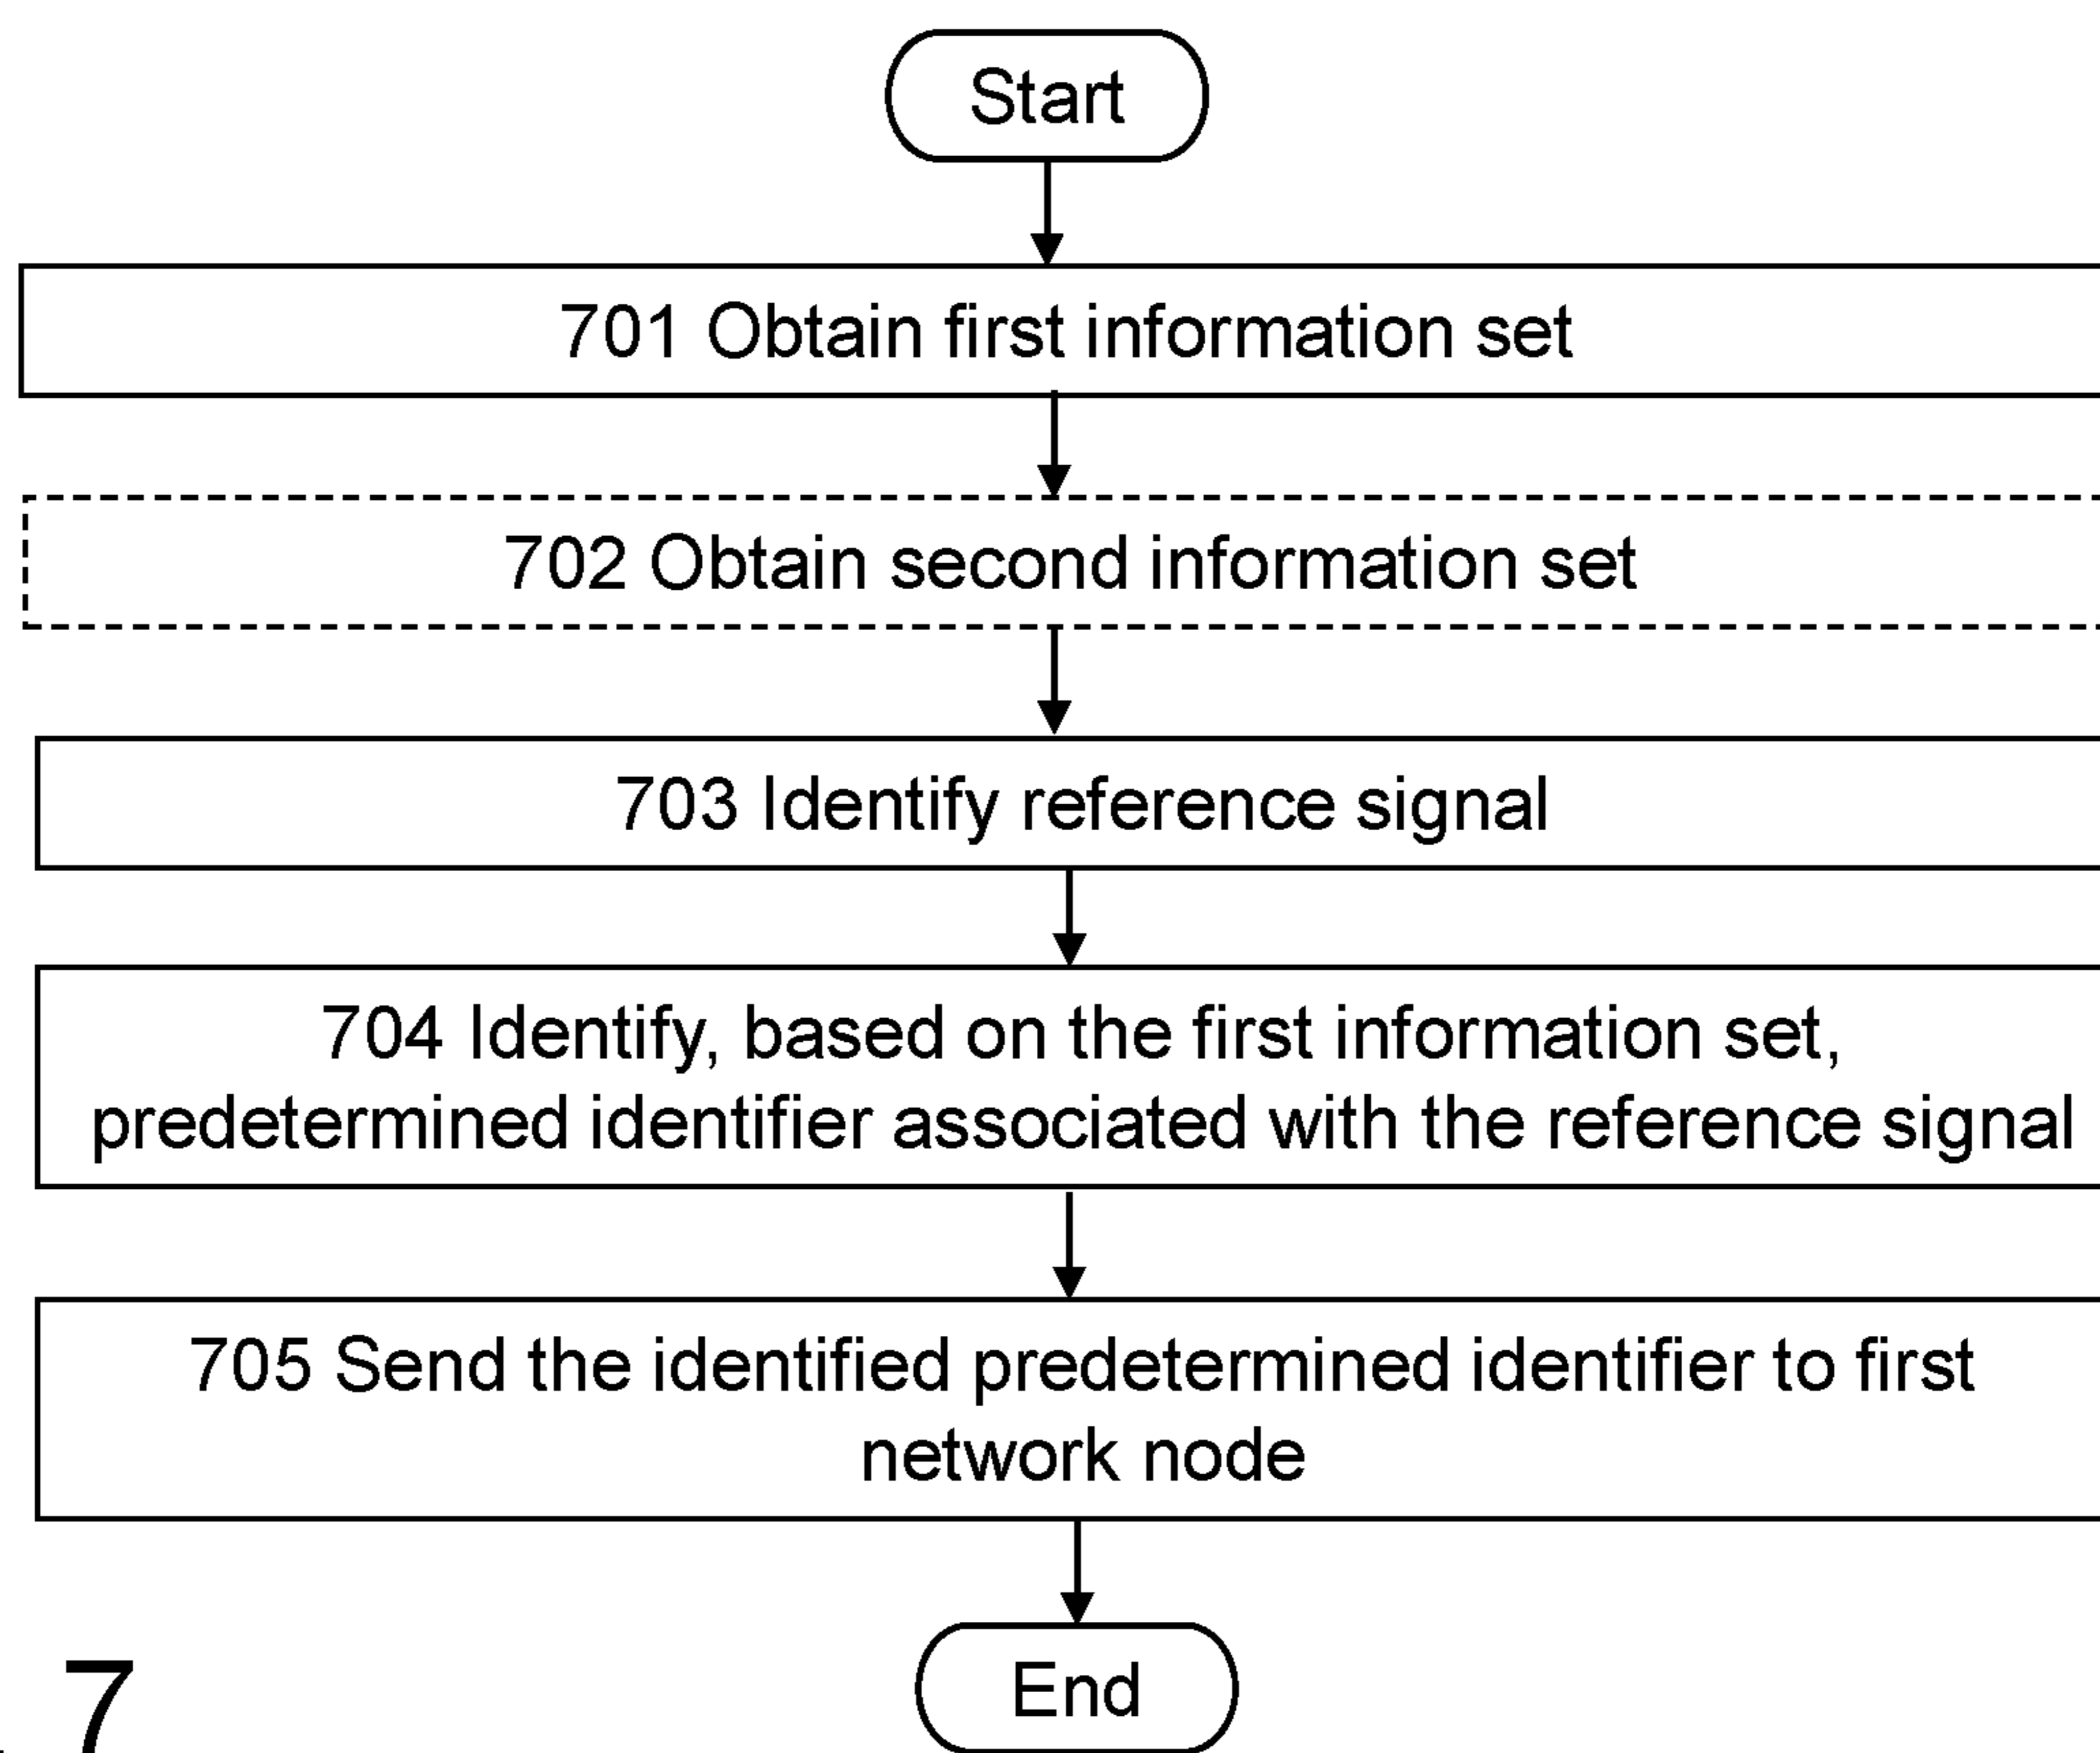 Start
701 Obtain first information set
702 Obtain second information set
703 Identify reference signal
704 Identify, based on the first information set,
predetermined identifier associated with the reference signal
705 Send the identified predetermined identifier to first
network node
End
7